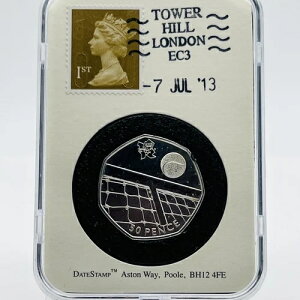 TOWER
HILL
LONDON
EC3
1ST
-7 JUL '13
50 PENCE
DATESTAMP™ Aston Way, Poole, BH12 4FE